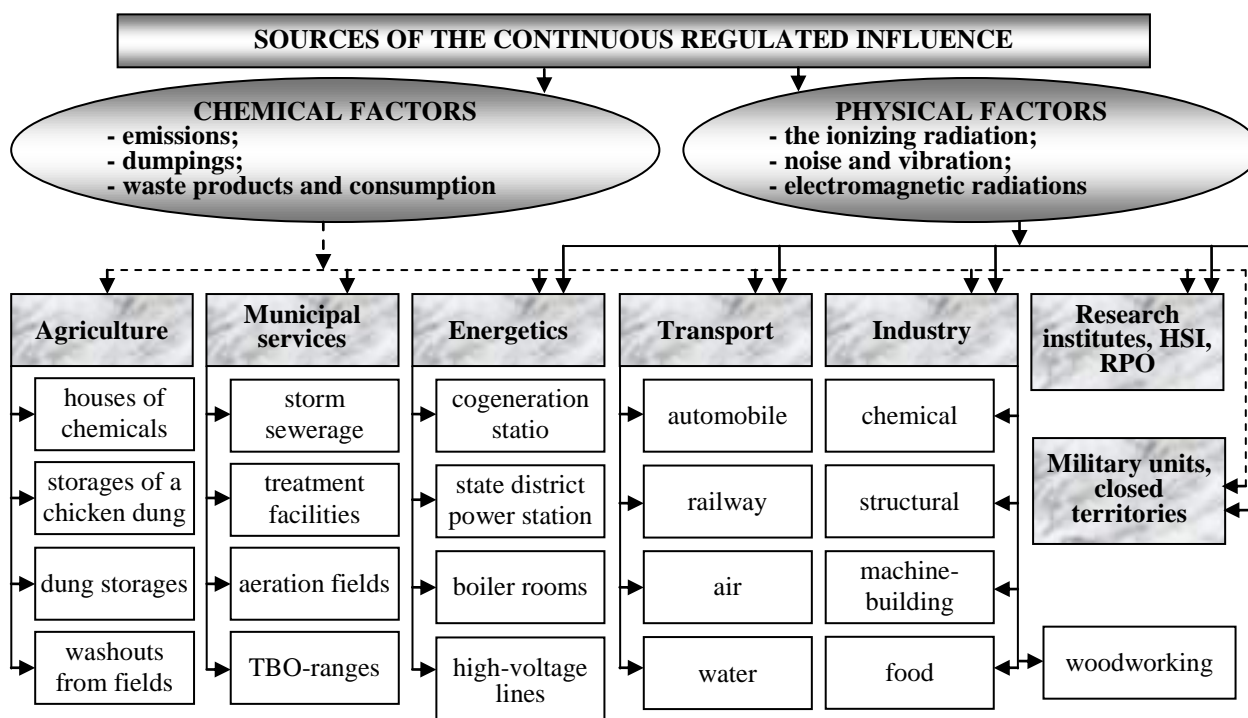 SOURCES OF THE CONTINUOUS REGULATED INFLUENCE
CHEMICAL FACTORS
- emissions;
- dumpings;
- waste products and consumption
PHYSICAL FACTORS
- the ionizing radiation;
- noise and vibration;
- electromagnetic radiations
Agriculture
houses of
chemicals
storages of a
chicken dung
dung storages
washouts
from fields
Municipal
services
storm
sewerage
treatment
facilities
aeration fields
TBO-ranges
Energetics
cogeneration
statio
state district
power station
boiler rooms
high-voltage
lines
Transport
automobile
railway
air
water
Industry
chemical
structural
machine-
building
food
woodworking
Research
institutes, HSI,
RPO
Military units,
closed
territories